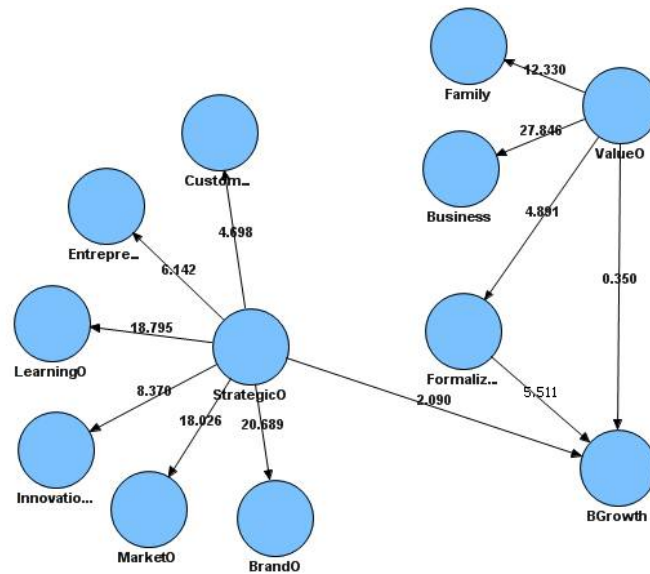 12.330
Family
27.846
ValueO
Custom...
Business
4.698
4.891
Entrepre...
6.142
0.350
18.795
LearningO
StrategicO
Formaliz...
8.370
2.090
5.511
18.026
20.689
Innovatio...
BGrowth
MarketO
BrandO